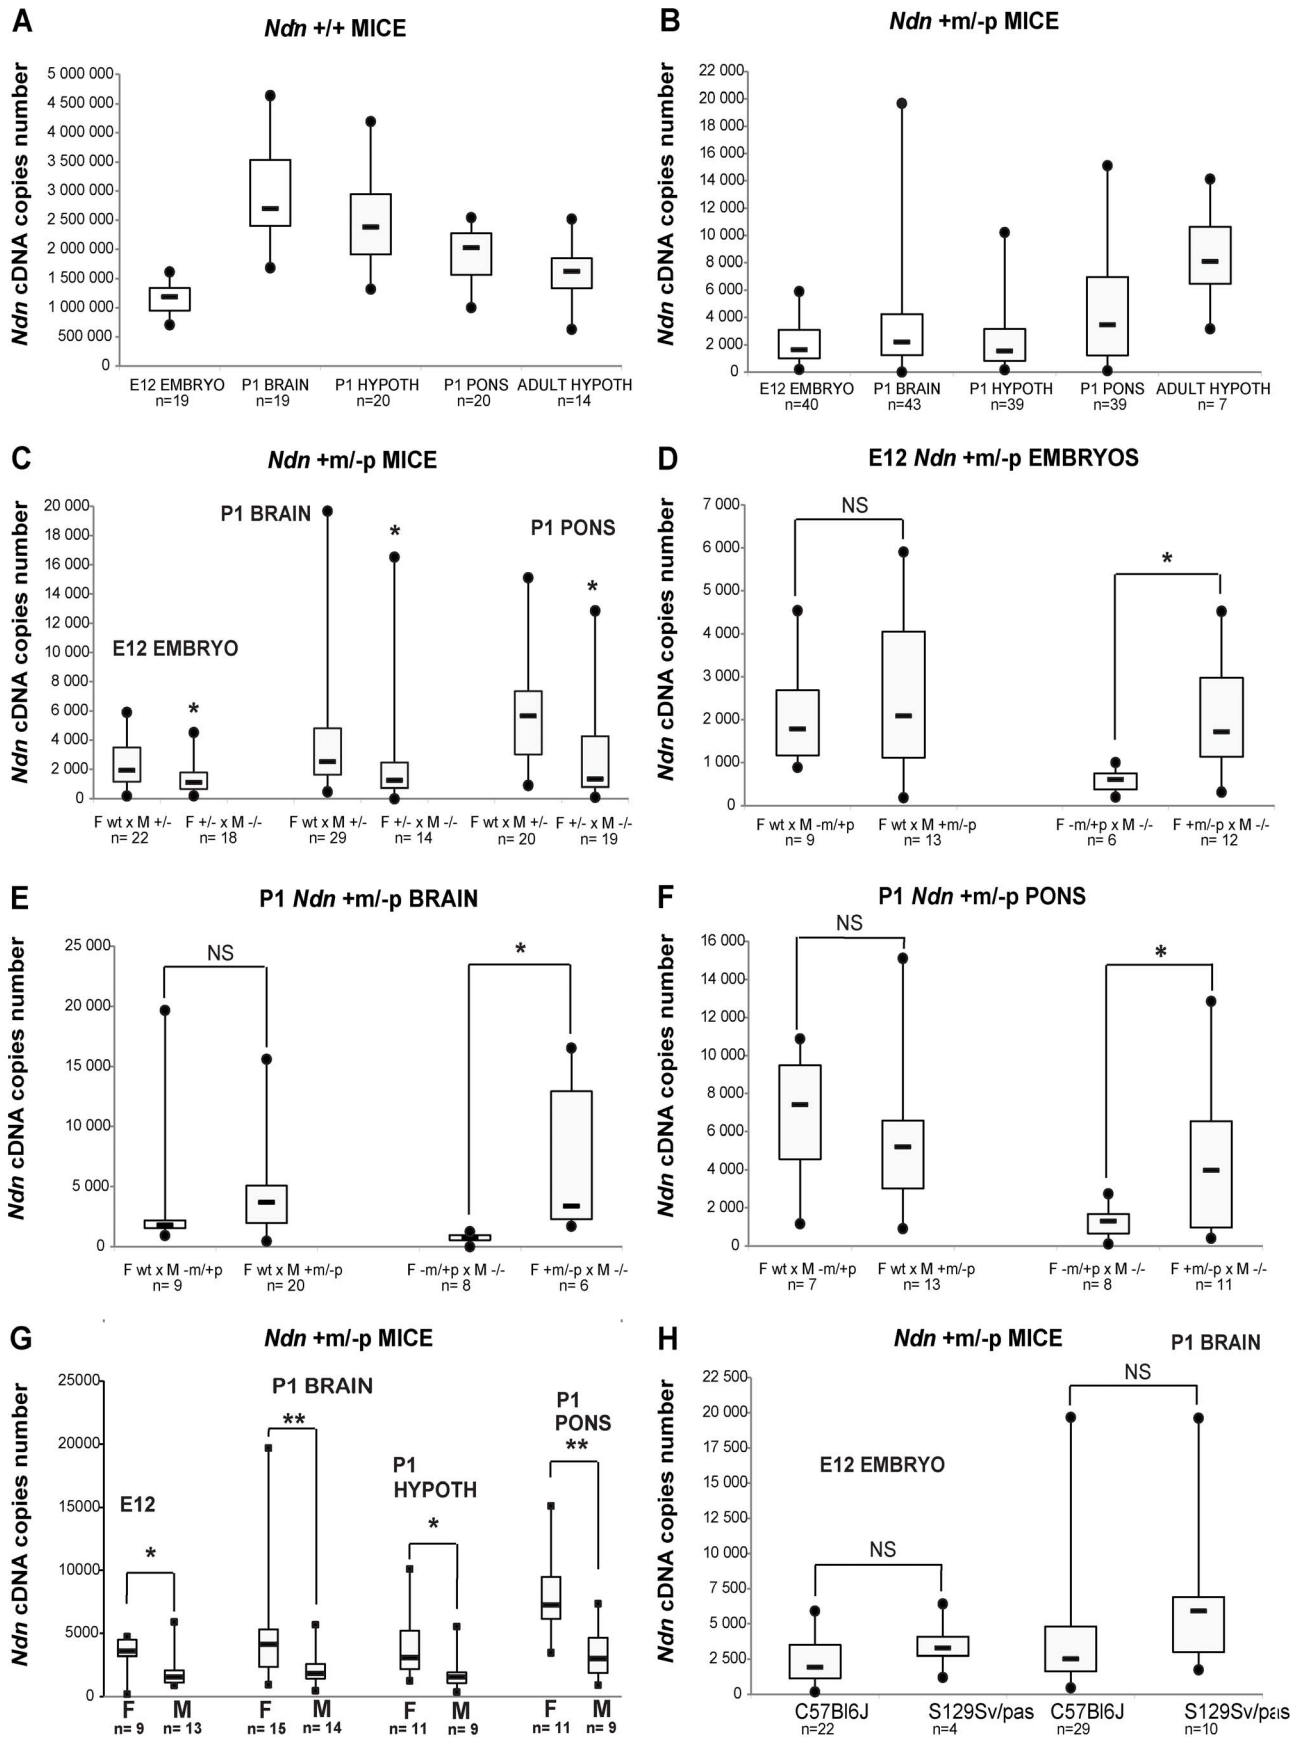 A
Ndn +/+ MICE
Ndn cDNA copies number
5 000 000
4 500 000
4 000 000
3 500 000
3 000 000
2 500 000
2 000 000
1 500 000
1 000 000
500 000
0
E12 EMBRYO P1 BRAIN P1 HYPOTH P1 PONS ADULT HYPOTH
n=19 n=19 n=20 n=20 n=14
B
Ndn +m/-p MICE
Ndn cDNA copies number
22 000
20 000
18 000
16 000
14 000
12 000
10 000
8 000
6 000
4 000
2 000
0
E12 EMBRYO P1 BRAIN P1 HYPOTH P1 PONS ADULT HYPOTH
n=40 n=43 n=39 n=39 n= 7
C
Ndn +m/-p MICE
Ndn cDNA copies number
20 000
18 000
16 000
14 000
12 000
10 000
8 000
6 000
4 000
2 000
0
P1 BRAIN
*
P1 PONS
*
E12 EMBRYO
*
F wt x M +/- F +/- x M -/- F wt x M +/- F +/- x M -/- F wt x M +/- F +/- x M -/-
n= 22 n= 18 n= 29 n= 14 n= 20 n= 19
D
E12 Ndn +m/-p EMBRYOS
Ndn cDNA copies number
7 000
6 000
5 000
4 000
3 000
2 000
1 000
0
NS
*
F wt x M -m/+p F wt x M +m/-p F -m/+p x M -/- F +m/-p x M -/-
n= 9 n= 13 n= 6 n= 12
E
P1 Ndn +m/-p BRAIN
Ndn cDNA copies number
25 000
20 000
15 000
10 000
5 000
0
NS
*
F wt x M -m/+p F wt x M +m/-p F -m/+p x M -/- F +m/-p x M -/-
n= 9 n= 20 n= 8 n= 6
F
P1 Ndn +m/-p PONS
Ndn cDNA copies number
16 000
14 000
12 000
10 000
8 000
6 000
4 000
2 000
0
NS
*
F wt x M -m/+p F wt x M +m/-p F -m/+p x M -/- F +m/-p x M -/-
n= 7 n= 13 n= 8 n= 11
G
Ndn +m/-p MICE
Ndn cDNA copies number
25000
20000
15000
10000
5000
0
P1 BRAIN
**
P1
PONS
**
P1
HYPOTH
*
E12
*
F M F M F M F M
n= 9 n= 13 n= 15 n= 14 n= 11 n= 9 n= 11 n= 9
H
Ndn +m/-p MICE
P1 BRAIN
Ndn cDNA copies number
22 500
20 000
17 500
15 000
12 500
10 000
7 500
5 000
2 500
0
NS
E12 EMBRYO
NS
C57Bl6J S129Sv/pas C57Bl6J S129Sv/pas
n=22 n=4 n=29 n=10